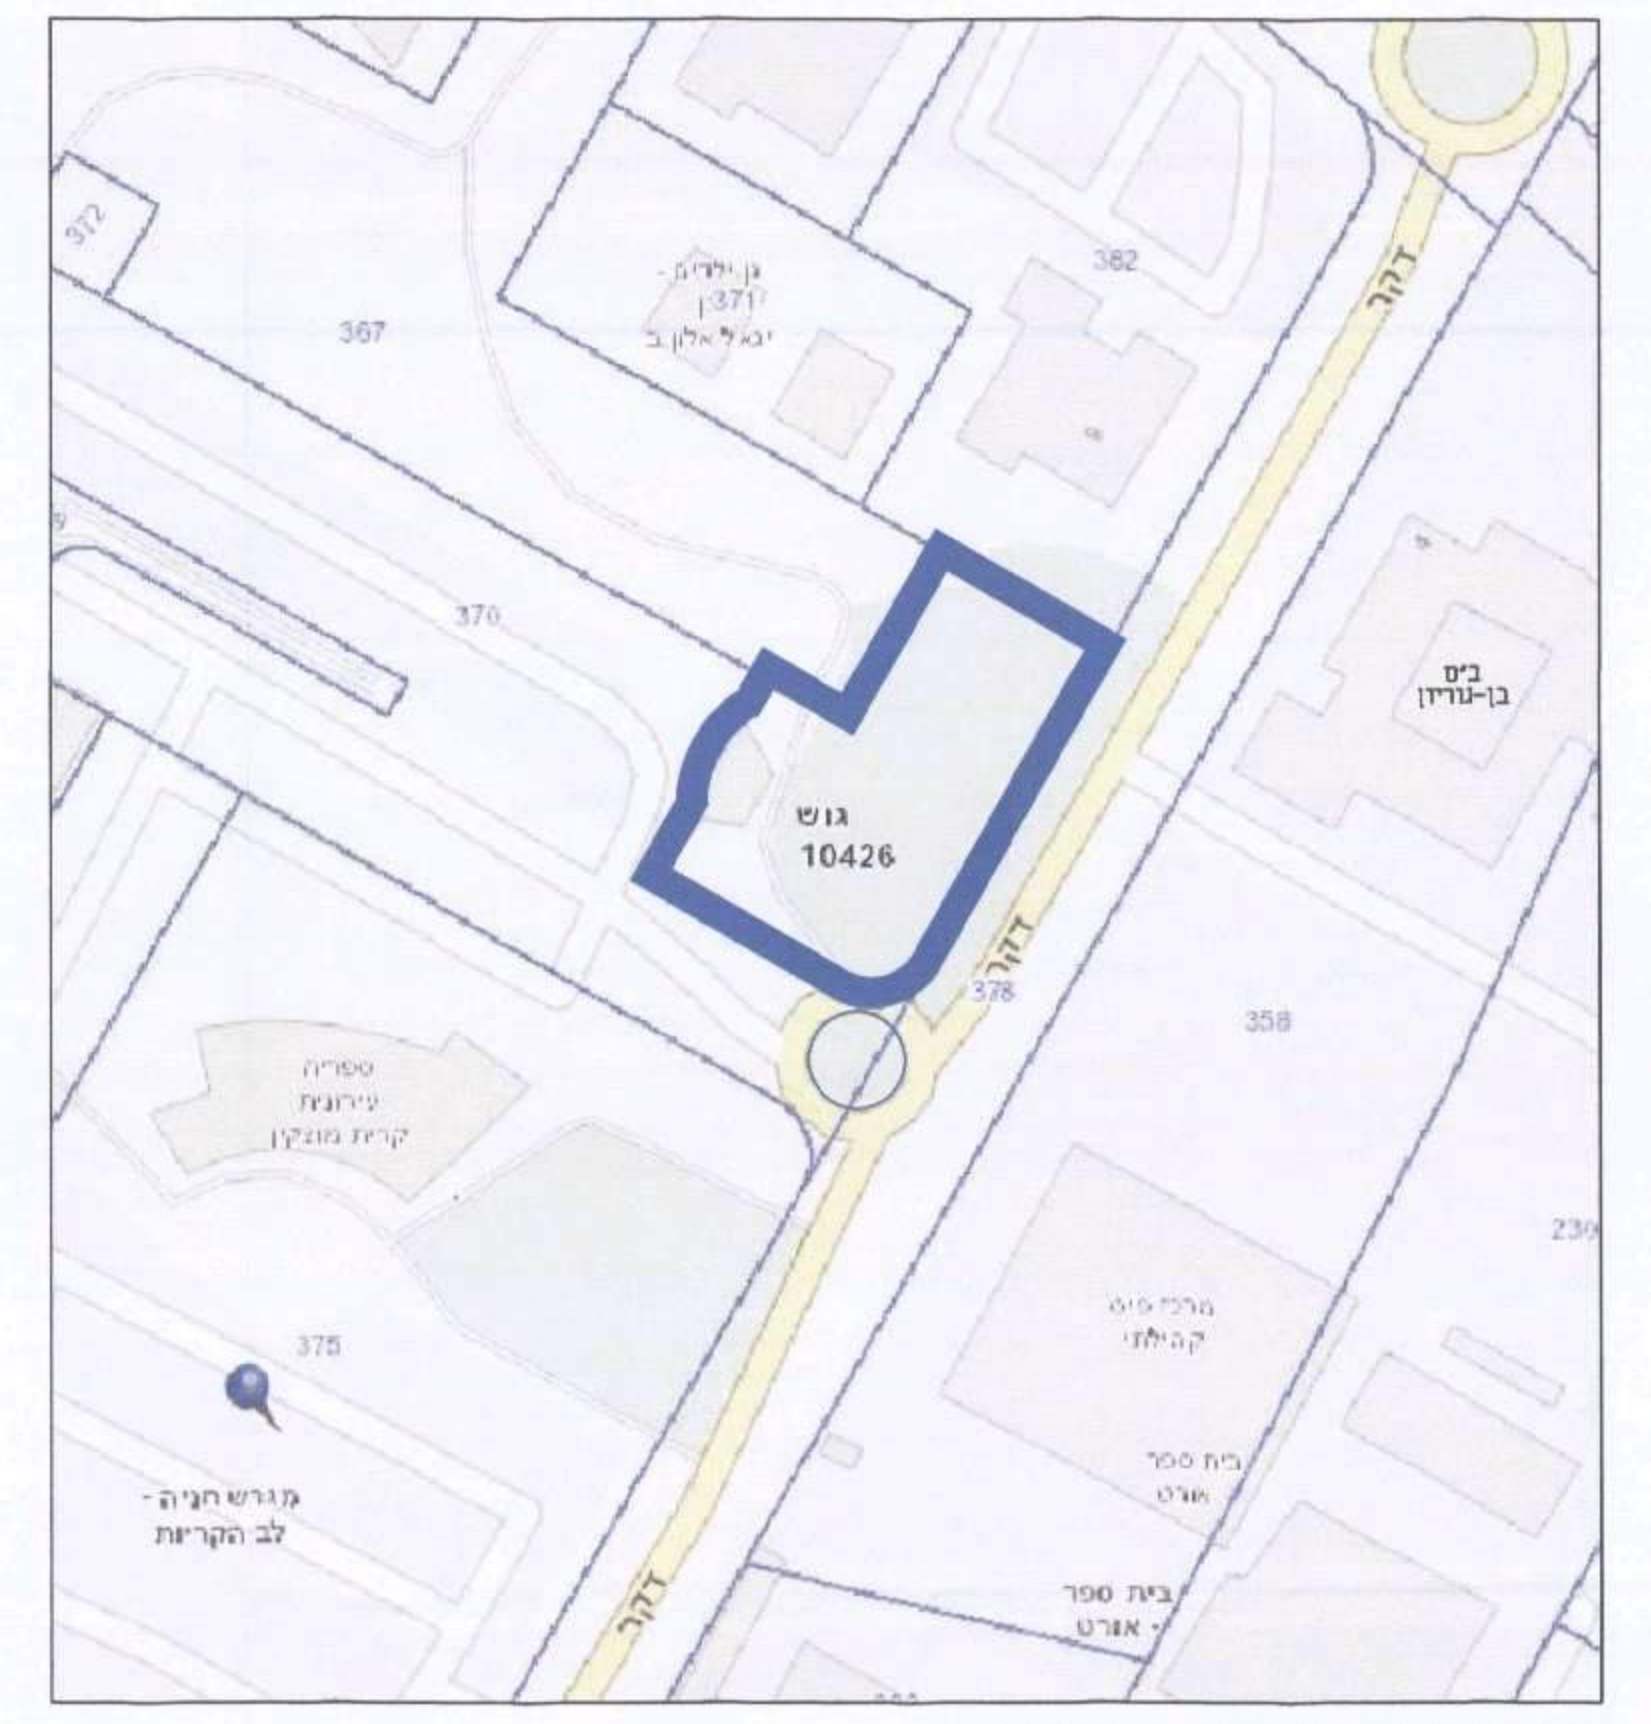 372
367
גן ילדים -
371
יגאל אלון ב
382
דקר
370
ב"ס
בן-גוריון
גוש
10426
דקר
378
358
ספריה
עירונית
קרית מוצקין
230
מרכז פיס
קהילתי
375
בית ספר
אורט
מגרש חניה -
לב הקריות
דקר
בית ספר
אורט -